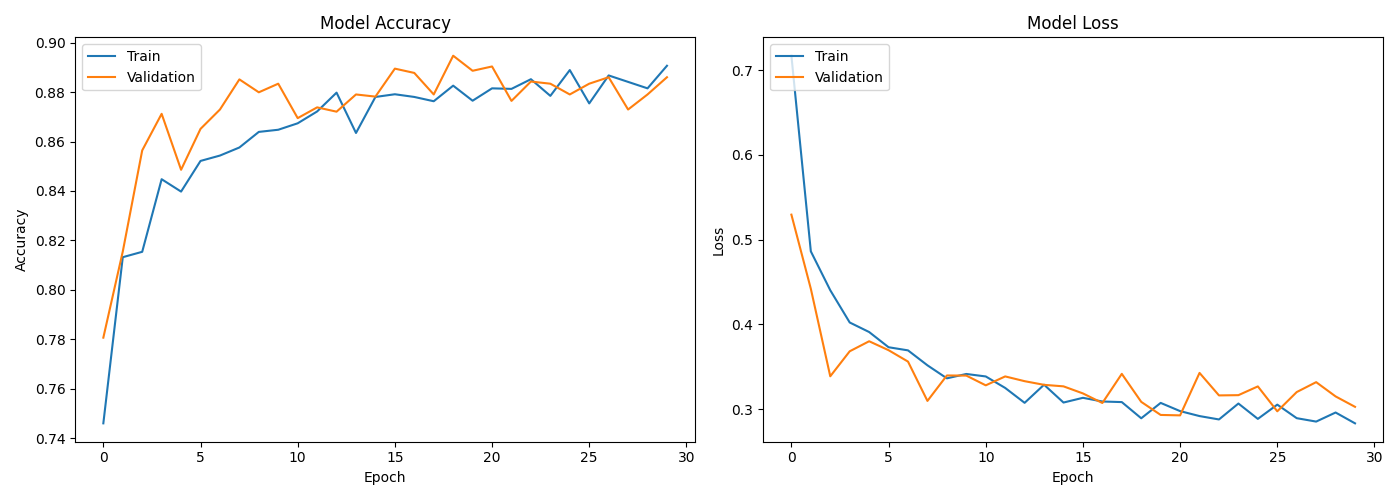 Model Accuracy
Train
Validation
0.90
0.88
0.86
0.84
0.82
0.80
0.78
0.76
0.74
Accuracy
0 5 10 15 20 25 30
Epoch
Model Loss
Train
Validation
0.7
0.6
0.5
0.4
0.3
Loss
0 5 10 15 20 25 30
Epoch